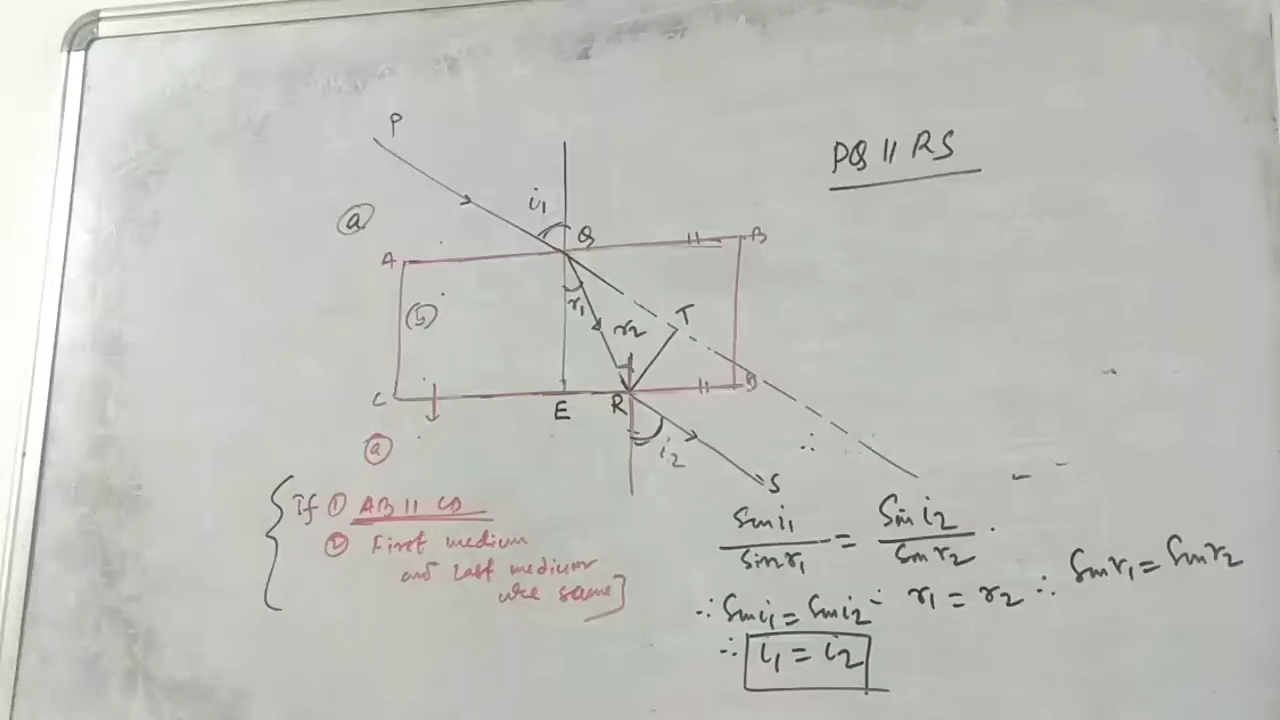 P
PQ || RS
i1
a
Q
B
A
b
r1
r2
T
C
E
R
D
a
i2
S
If ① AB || CD
② First medium
and last medium
are same]
Sin i1 / Sin r1 = Sin i2 / Sin r2 .
∴ Sin i1 = Sin i2 ∵ r1 = r2 ∴ Sin r1 = Sin r2
∴ i1 = i2